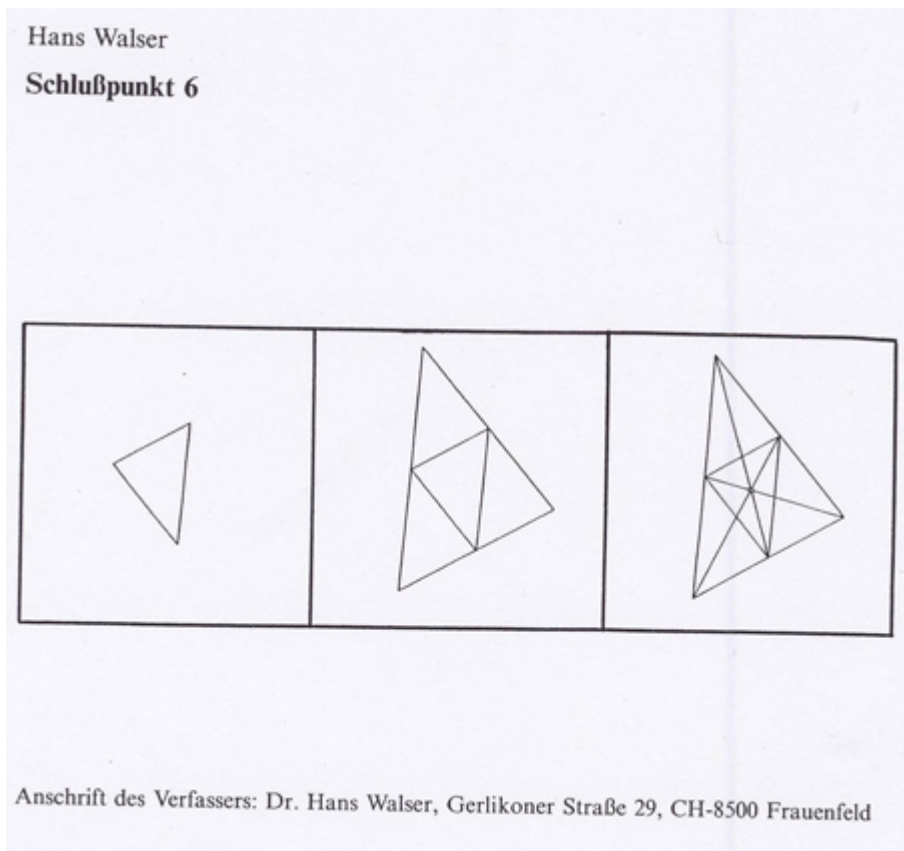 Hans Walser
Schlußpunkt 6
Anschrift des Verfassers: Dr. Hans Walser, Gerlikoner Straße 29, CH-8500 Frauenfeld